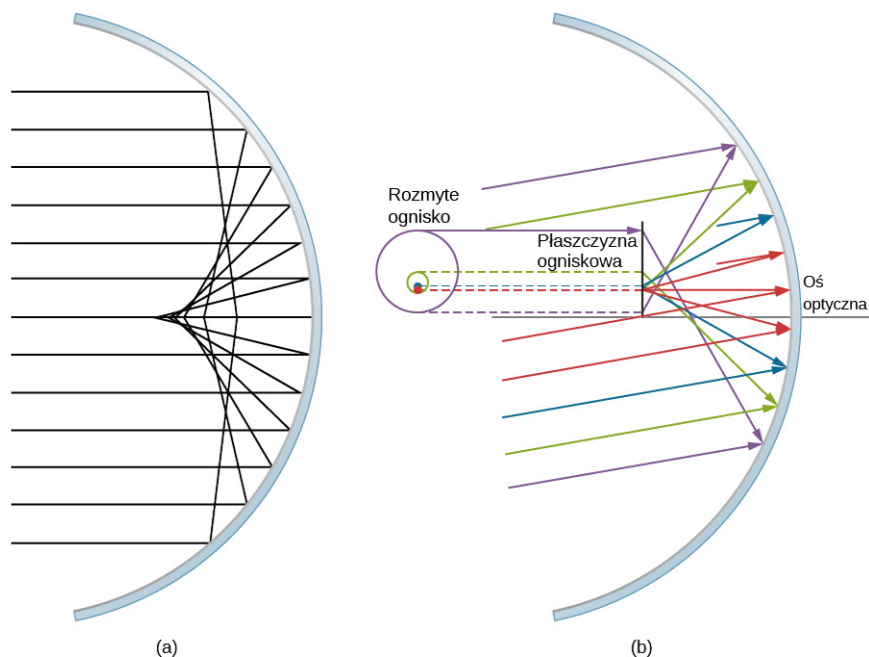 Rozmyte
ognisko
Płaszczyzna
ogniskowa
Oś
optyczna
(a)
(b)